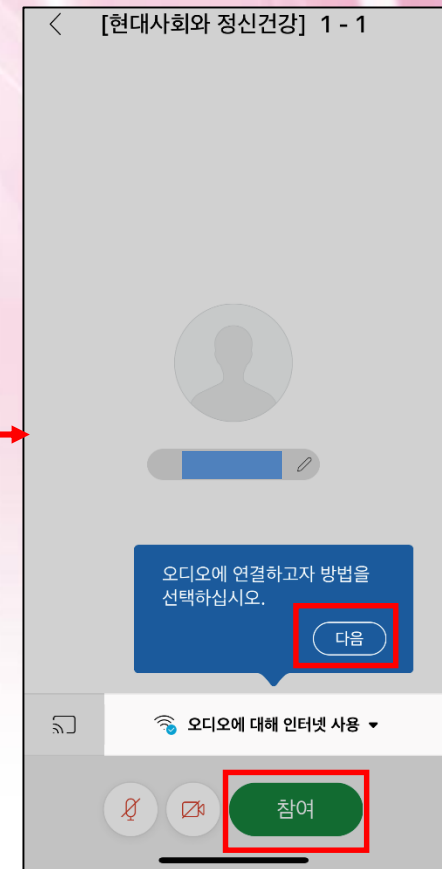 [현대사회와 정신건강] 1 - 1
오디오에 연결하고자 방법을
선택하십시오.
다음
오디오에 대해 인터넷 사용
참여